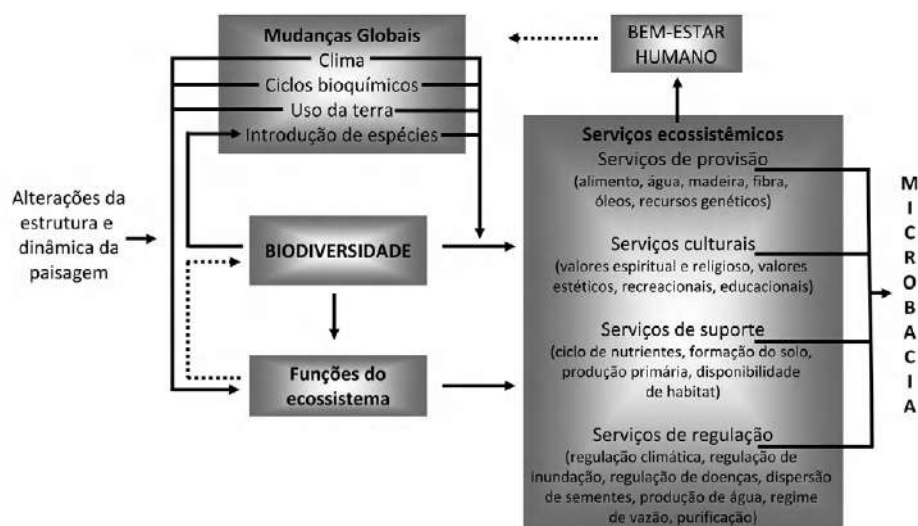 Mudanças Globais
Clima
Ciclos bioquímicos
Uso da terra
Introdução de espécies
BEM-ESTAR
HUMANO
Alterações da
estrutura e
dinâmica da
paisagem
BIODIVERSIDADE
Funções do
ecossistema
Serviços ecossistêmicos
Serviços de provisão
(alimento, água, madeira, fibra,
óleos, recursos genéticos)
Serviços culturais
(valores espiritual e religioso, valores
estéticos, recreacionais, educacionais)
Serviços de suporte
(ciclo de nutrientes, formação do solo,
produção primária, disponibilidade
de habitat)
Serviços de regulação
(regulação climática, regulação de
inundação, regulação de doenças, dispersão
de sementes, produção de água, regime
de vazão, purificação)
MICROBACIA